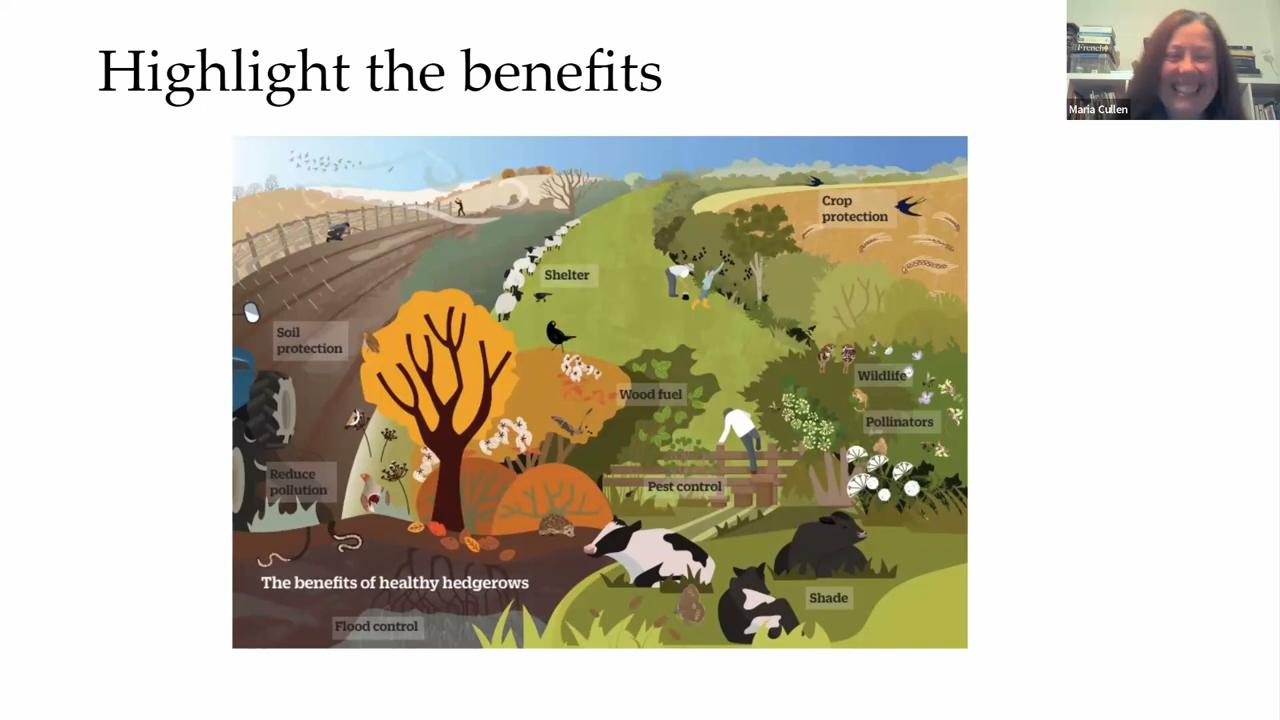 Highlight the benefits
French
Maria Cullen
Crop
protection
Shelter
Soil
protection
Wildlife
Wood fuel
Pollinators
Reduce
pollution
Pest control
The benefits of healthy hedgerows
Shade
Flood control